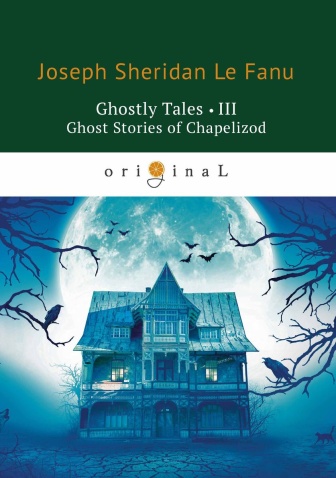 Joseph Sheridan Le Fanu
Ghostly Tales • III
Ghost Stories of Chapelizod
originaL